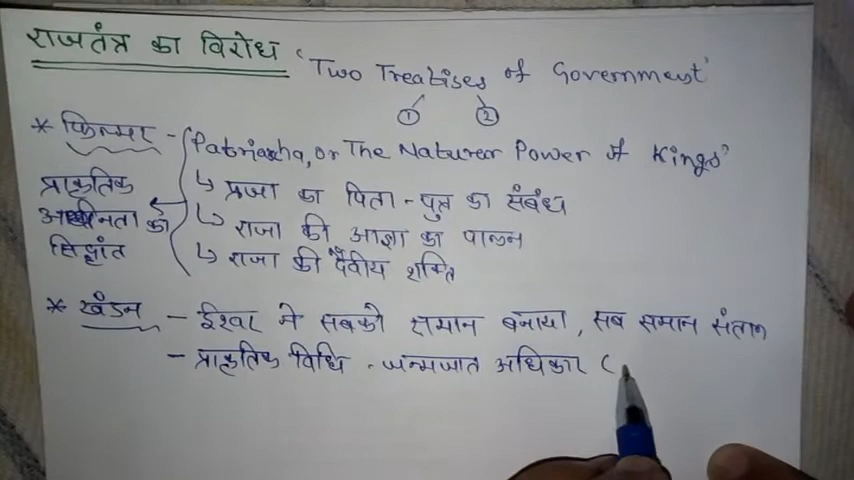 राजतंत्र का विरोध 'Two Treatises of Government'
① ②
* फिल्मर - 'Patriarcha, or The Naturer Power of Kings'
प्राकृतिक अधीनता का सिद्धांत
↳ प्रजा का पिता - पुत्र का संबंध
↳ राजा की आज्ञा का पालन
↳ राजा की दैवीय शक्ति
* खंडन - ईश्वर ने सबको समान बनाया, सब समान संतान
- प्राकृतिक विधि - जन्मजात अधिकार (